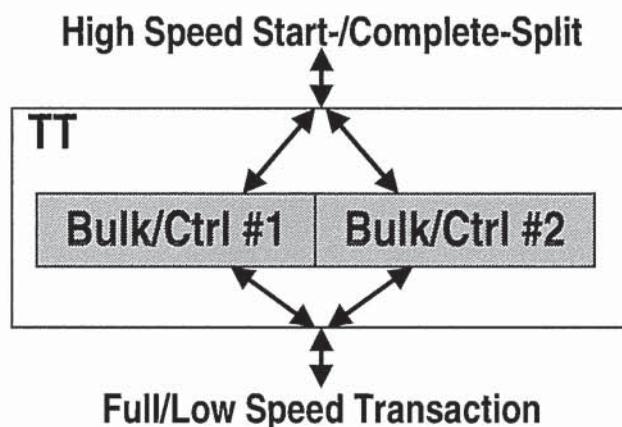 High Speed Start-/Complete-Split
TT
Bulk/Ctrl #1 Bulk/Ctrl #2
Full/Low Speed Transaction